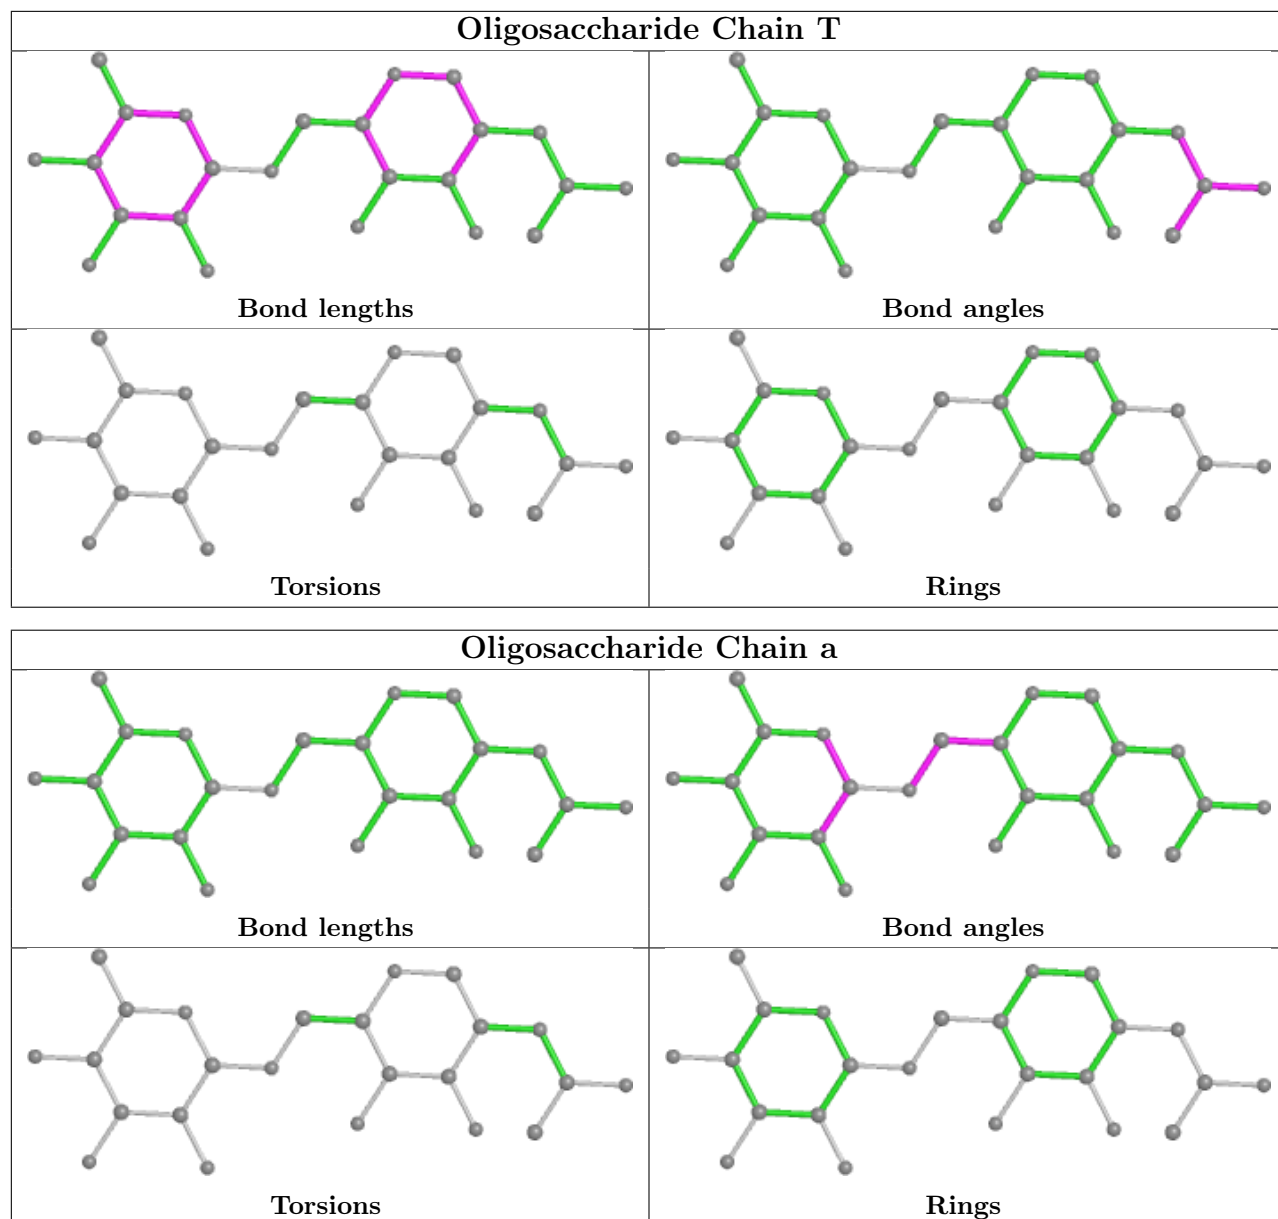 Oligosaccharide Chain T
Bond lengths
Bond angles
Torsions
Rings
Oligosaccharide Chain a
Bond lengths
Bond angles
Torsions
Rings